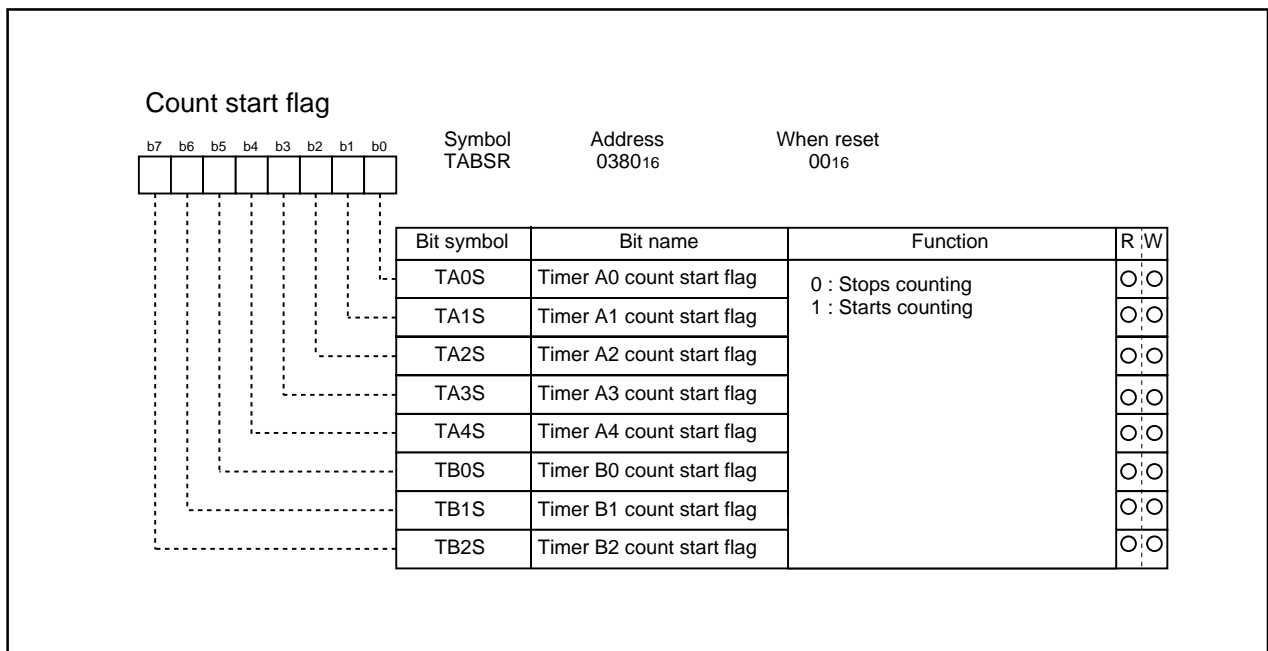 Count start flag
b7 b6 b5 b4 b3 b2 b1 b0
Symbol Address When reset
TABSR 038016 0016
Bit symbol Bit name Function R W
TA0S Timer A0 count start flag 0 : Stops counting
1 : Starts counting
TA1S Timer A1 count start flag
TA2S Timer A2 count start flag
TA3S Timer A3 count start flag
TA4S Timer A4 count start flag
TB0S Timer B0 count start flag
TB1S Timer B1 count start flag
TB2S Timer B2 count start flag